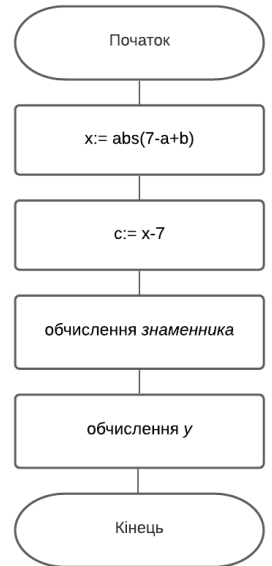 Початок
x:= abs(7-a+b)
c:= x-7
обчислення знаменника
обчислення y
Кінець